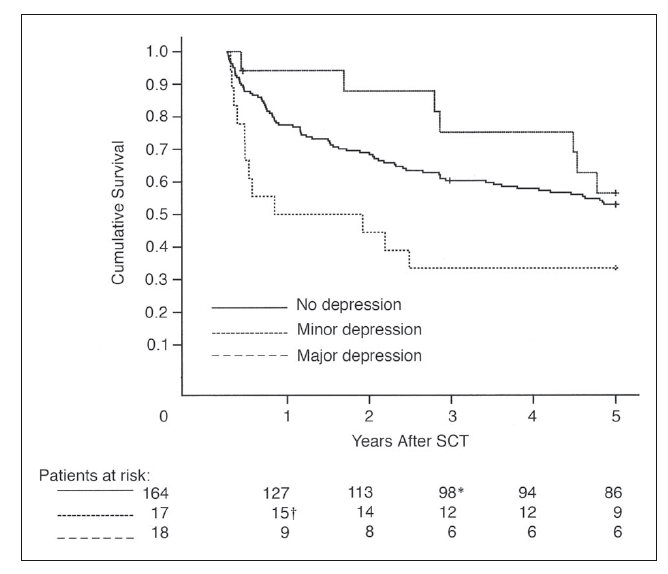 1.0
0.9
0.8
0.7
0.6
0.5
0.4
0.3
0.2
0.1
Cumulative Survival
No depression
Minor depression
Major depression
0 1 2 3 4 5
Years After SCT
Patients at risk:
164 127 113 98* 94 86
17 15† 14 12 12 9
18 9 8 6 6 6